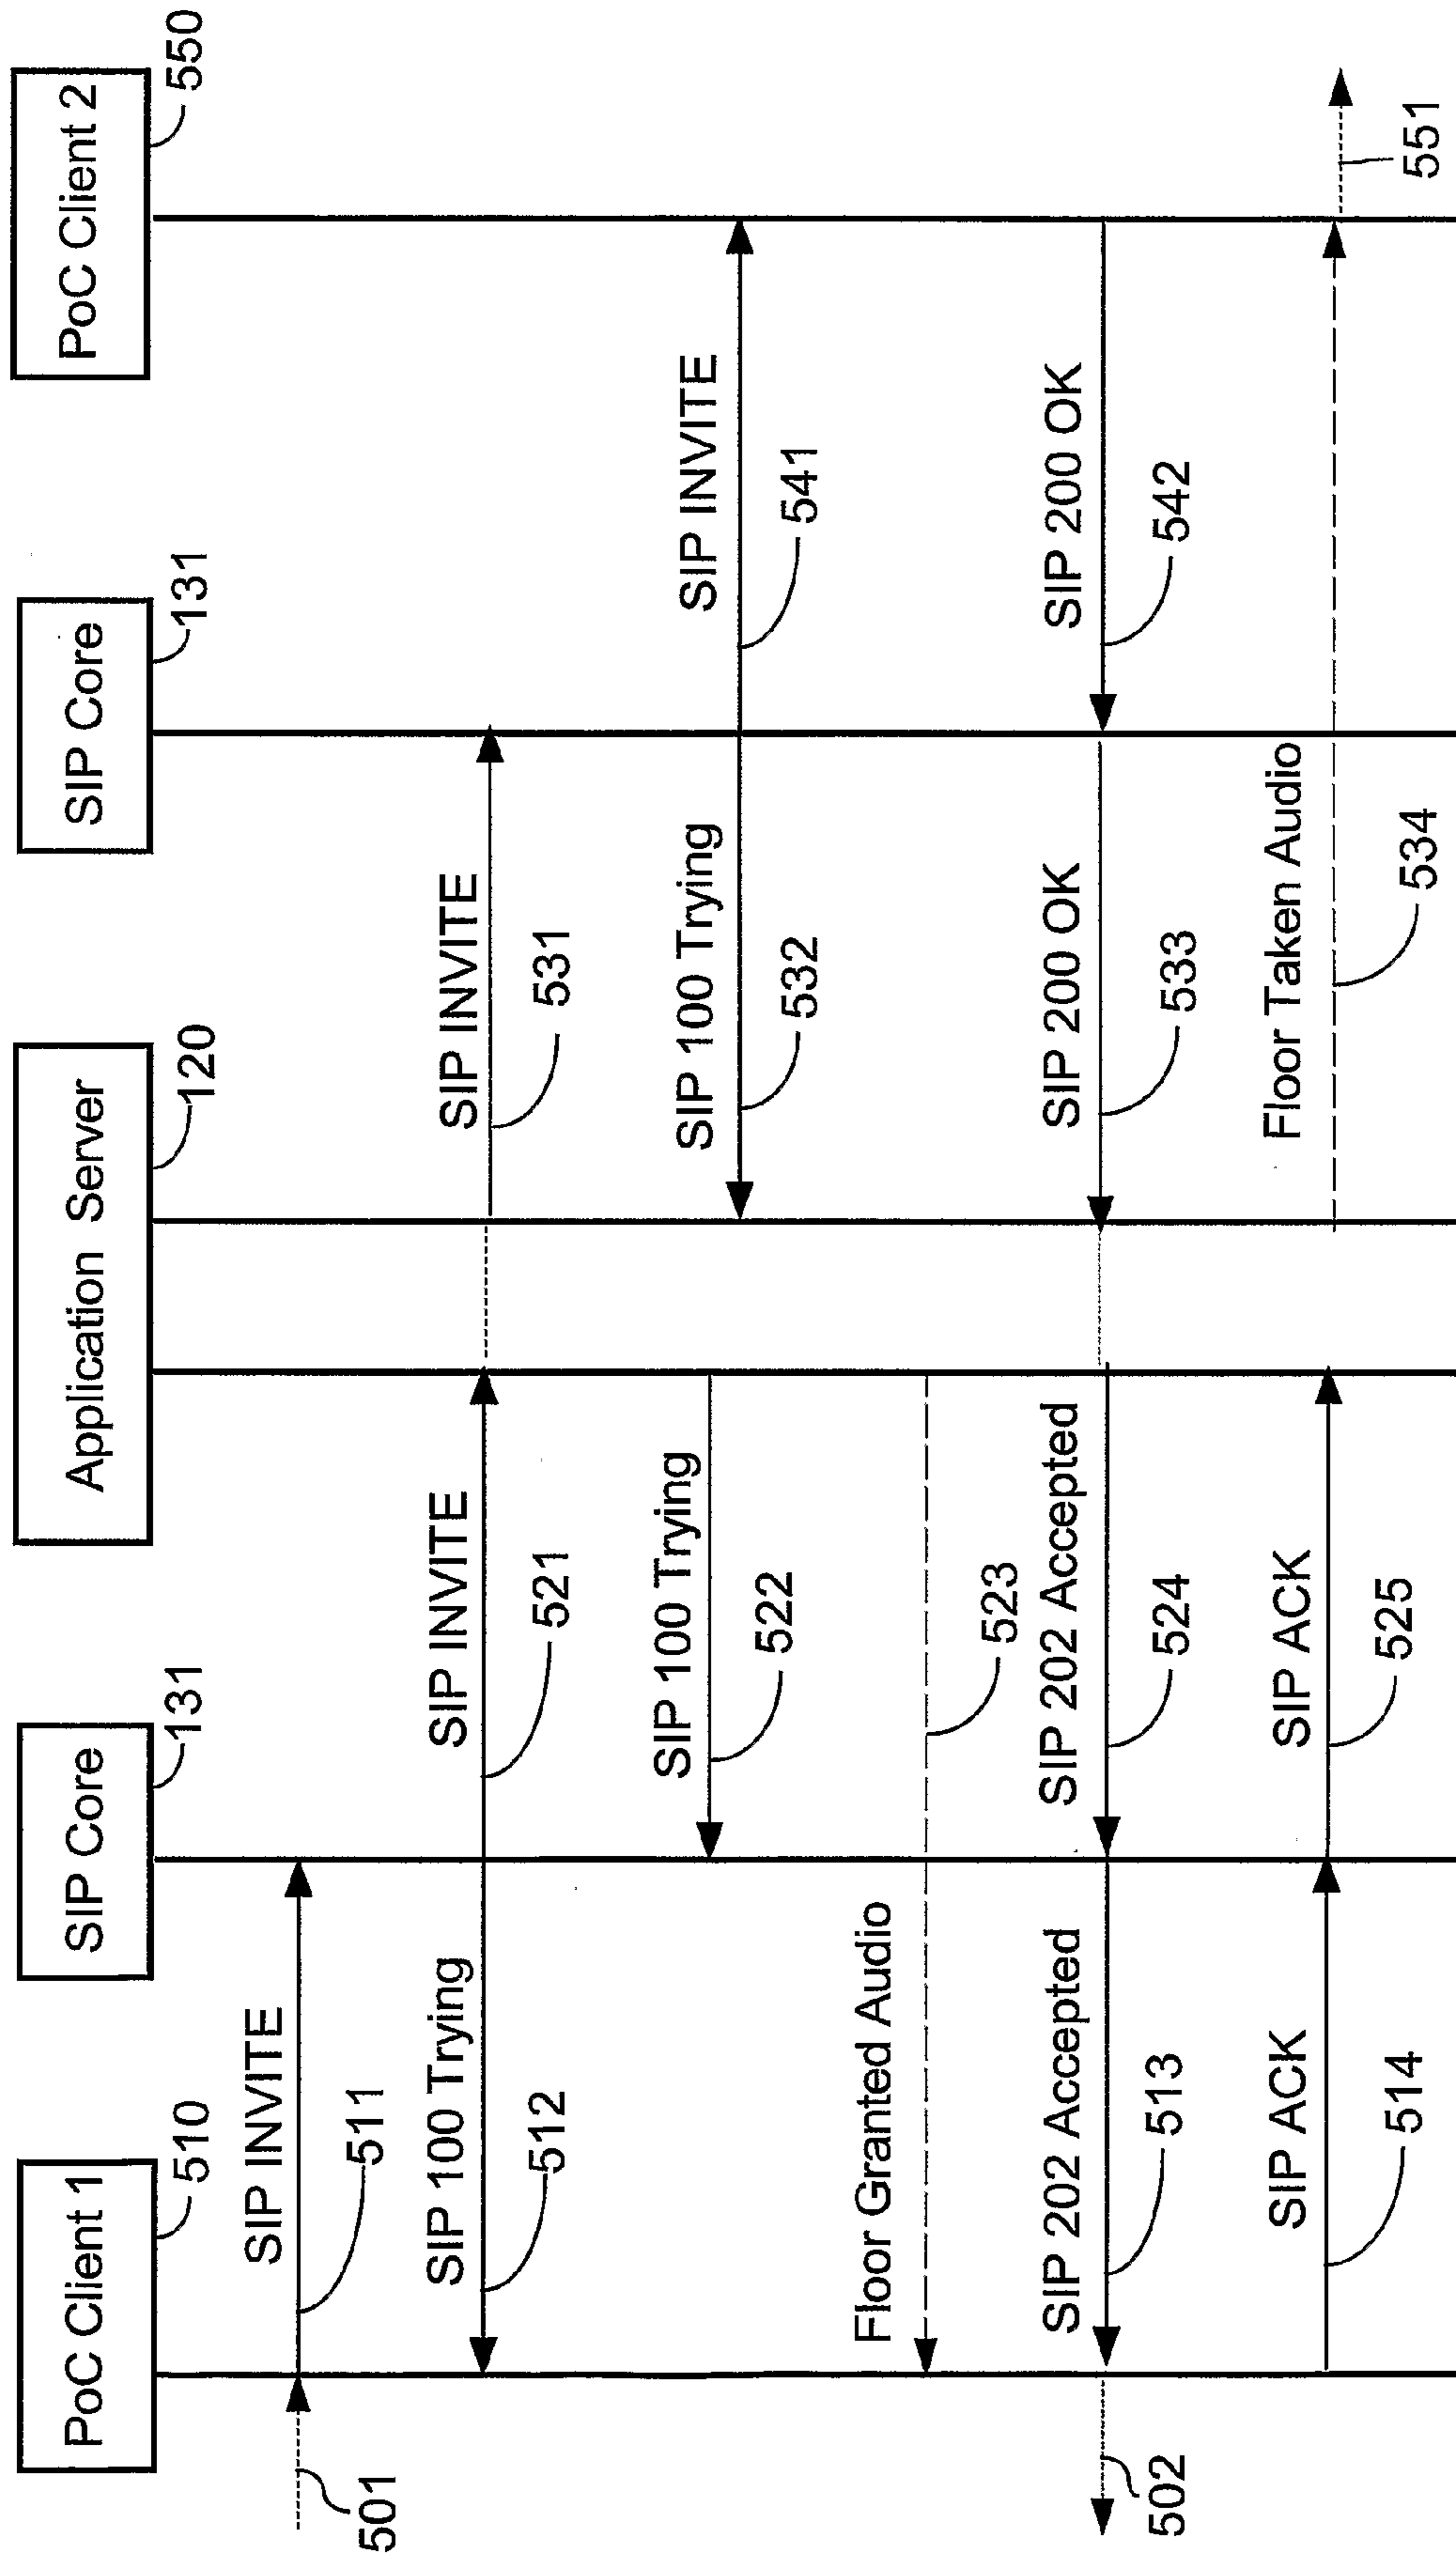 PoC Client 1
510
SIP Core
131
Application Server
120
SIP Core
131
PoC Client 2
550
501
SIP INVITE
511
SIP 100 Trying
512
SIP INVITE
521
SIP INVITE
531
SIP 100 Trying
522
SIP 100 Trying
532
SIP INVITE
541
Floor Granted Audio
523
502
SIP 202 Accepted
513
SIP 202 Accepted
524
SIP 200 OK
533
SIP 200 OK
542
SIP ACK
514
SIP ACK
525
Floor Taken Audio
534
551